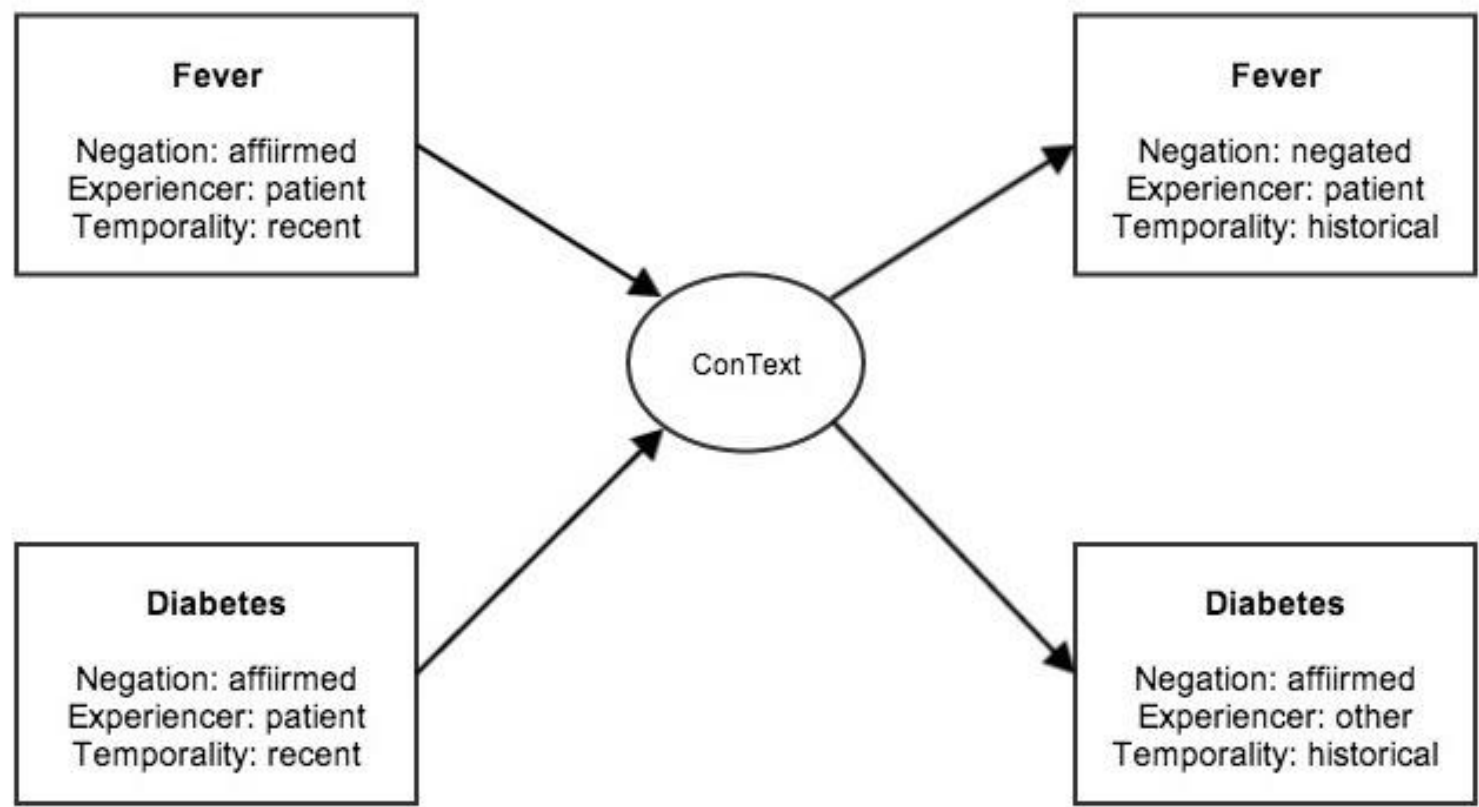 Fever
Negation: affiirmed
Experiencer: patient
Temporality: recent
Fever
Negation: negated
Experiencer: patient
Temporality: historical
ConText
Diabetes
Negation: affiirmed
Experiencer: patient
Temporality: recent
Diabetes
Negation: affiirmed
Experiencer: other
Temporality: historical